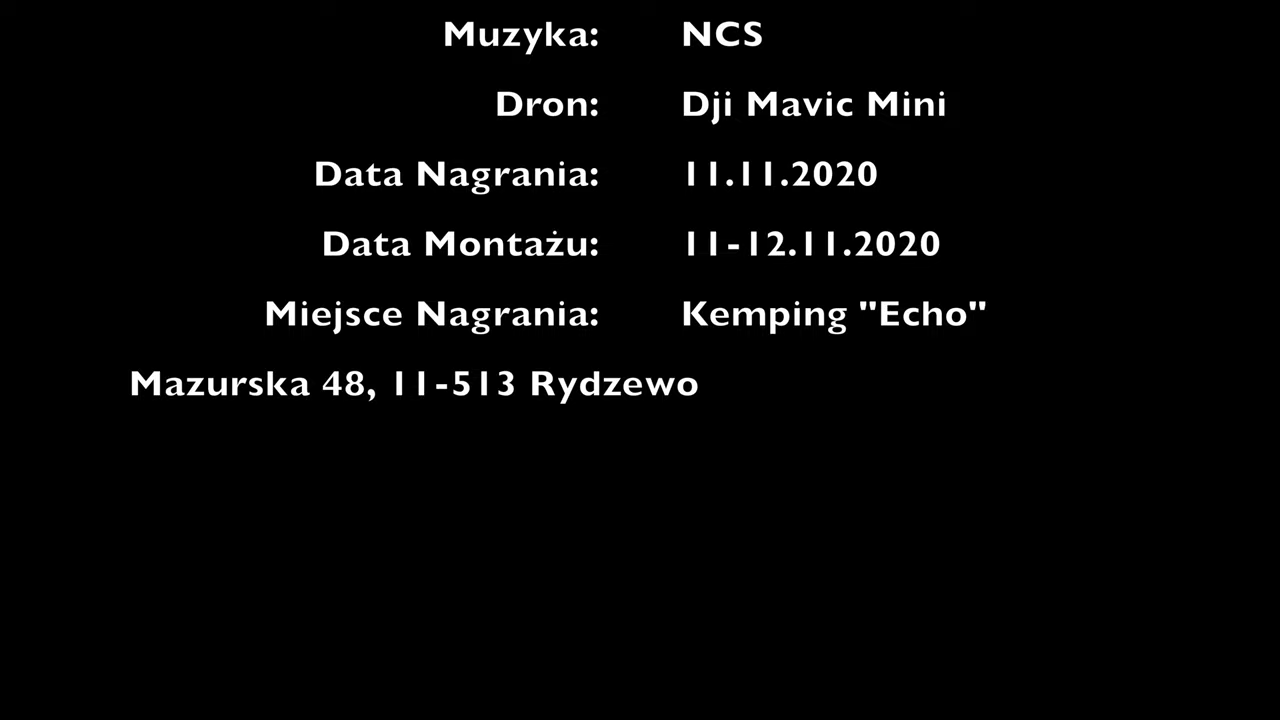 Muzyka: NCS
Dron: Dji Mavic Mini
Data Nagrania: 11.11.2020
Data Montażu: 11-12.11.2020
Miejsce Nagrania: Kemping "Echo"
Mazurska 48, 11-513 Rydzewo